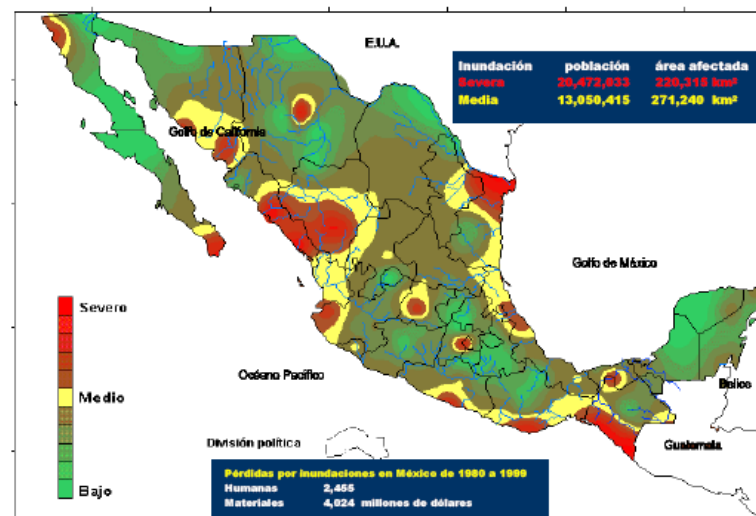 E.U.A.
Inundación población área afectada
Severa 20,472,033 220,315 km²
Media 13,050,415 271,240 km²
Golfo de California
Golfo de México
Severo
Medio
Bajo
Océano Pacífico
Belice
Guatemala
División política
Pérdidas por inundaciones en México de 1980 a 1999
Humanas 2,455
Materiales 4,024 millones de dólares